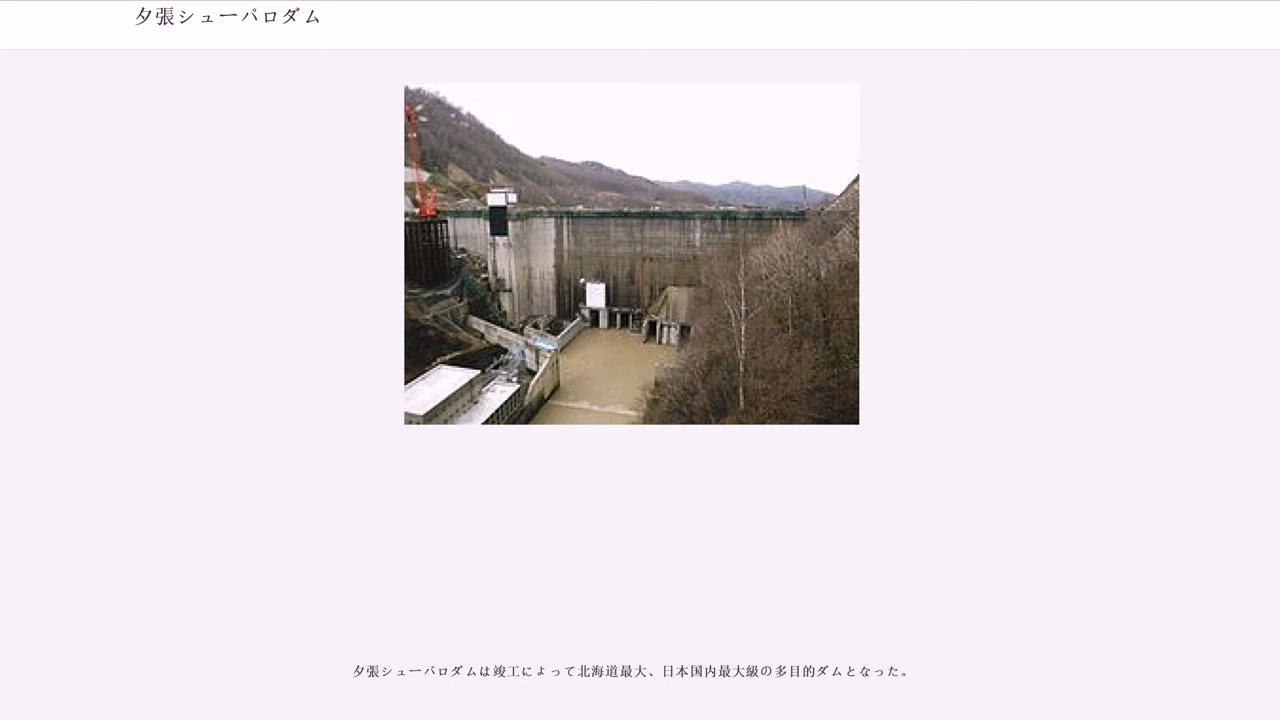 夕張シューパロダム
夕張シューパロダムは竣工によって北海道最大、日本国内最大級の多目的ダムとなった。